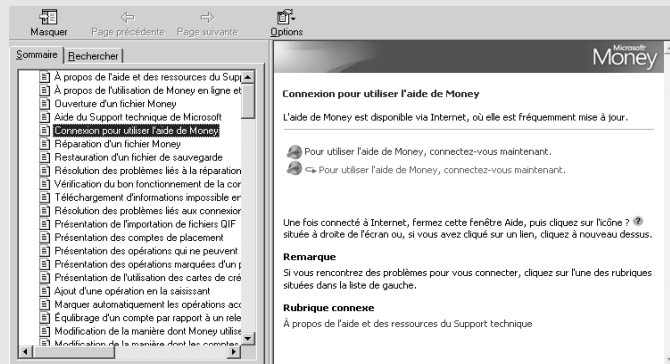 Masquer
Page précédente
Page suivante
Options
Sommaire
Rechercher
À propos de l'aide et des ressources du Sup
À propos de l'utilisation de Money en ligne et
Ouverture d'un fichier Money
Aide du Support technique de Microsoft
Connexion pour utiliser l'aide de Money
Réparation d'un fichier Money
Restauration d'un fichier de sauvegarde
Résolution des problèmes liés à la réparation
Vérification du bon fonctionnement de la cor
Téléchargement d'informations impossible er
Résolution des problèmes liés aux connexior
Présentation de l'importation de fichiers QIF
Présentation des comptes de placement
Présentation des opérations qui ne peuvent
Présentation des opérations marquées d'un p
Présentation de l'utilisation des cartes de cré
Ajout d'une opération en la saisissant
Marquer automatiquement les opérations acc
Équilibrage d'un compte par rapport à un rele
Modification de la manière dont Money utilise
Modification de la manière dont les comptes
Microsoft
Money
Connexion pour utiliser l'aide de Money
L'aide de Money est disponible via Internet, où elle est fréquemment mise à jour.
Pour utiliser l'aide de Money, connectez-vous maintenant.
Pour utiliser l'aide de Money, connectez-vous maintenant.
Une fois connecté à Internet, fermez cette fenêtre Aide, puis cliquez sur l'icône ?
située à droite de l'écran ou, si vous avez cliqué sur un lien, cliquez à nouveau dessus.
Remarque
Si vous rencontrez des problèmes pour vous connecter, cliquez sur l'une des rubriques
situées dans la liste de gauche.
Rubrique connexe
À propos de l'aide et des ressources du Support technique